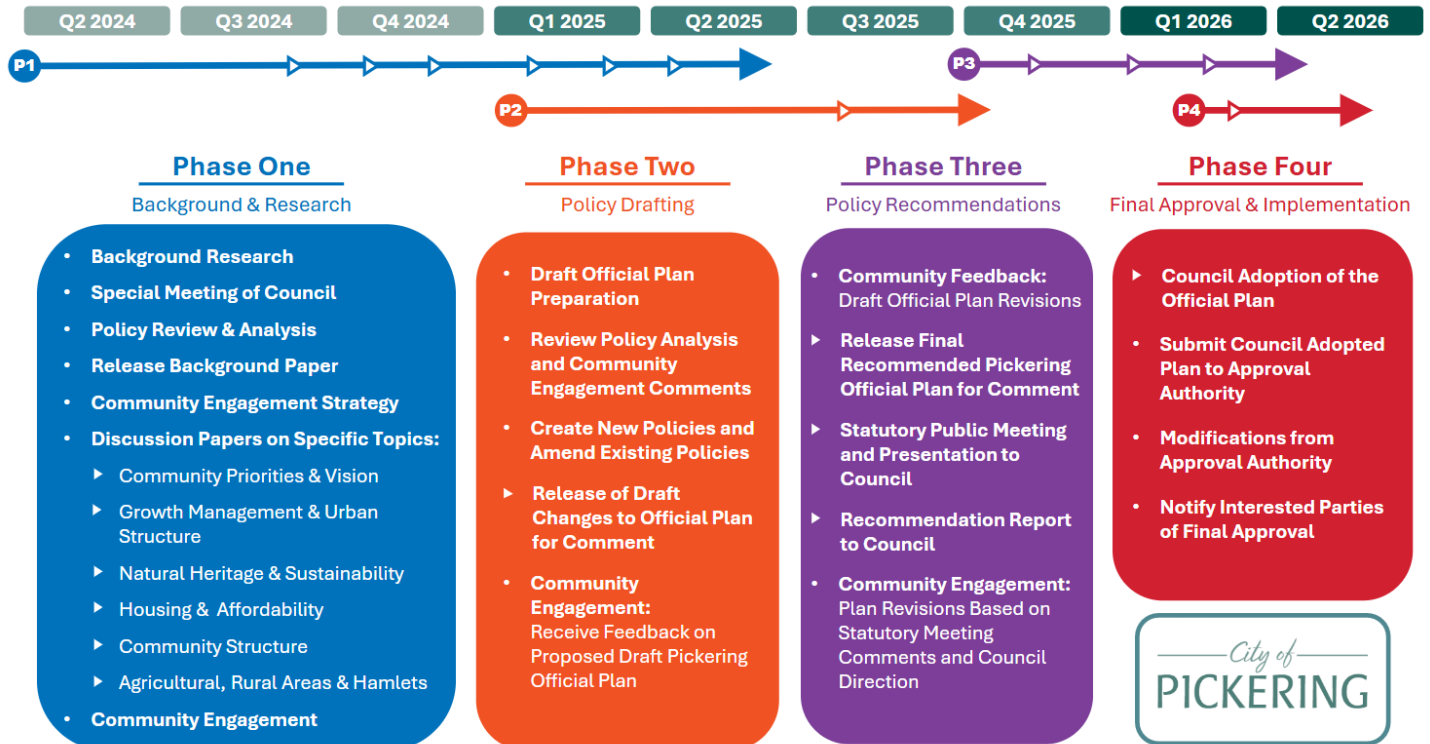 Q2 2024
Q3 2024
Q4 2024
Q1 2025
Q2 2025
Q3 2025
Q4 2025
Q1 2026
Q2 2026
P1
P3
P2
P4
Phase One
Background & Research
• Background Research
• Special Meeting of Council
• Policy Review & Analysis
• Release Background Paper
• Community Engagement Strategy
• Discussion Papers on Specific Topics:
Community Priorities & Vision
Growth Management & Urban
Structure
Natural Heritage & Sustainability
Housing & Affordability
Community Structure
Agricultural, Rural Areas & Hamlets
• Community Engagement
Phase Two
Policy Drafting
• Draft Official Plan
Preparation
• Review Policy Analysis
and Community
Engagement Comments
• Create New Policies and
Amend Existing Policies
Release of Draft
Changes to Official Plan
for Comment
• Community
Engagement:
Receive Feedback on
Proposed Draft Pickering
Official Plan
Phase Three
Policy Recommendations
• Community Feedback:
Draft Official Plan Revisions
Release Final
Recommended Pickering
Official Plan for Comment
Statutory Public Meeting
and Presentation to
Council
Recommendation Report
to Council
• Community Engagement:
Plan Revisions Based on
Statutory Meeting
Comments and Council
Direction
Phase Four
Final Approval & Implementation
Council Adoption of the
Official Plan
• Submit Council Adopted
Plan to Approval
Authority
• Modifications from
Approval Authority
• Notify Interested Parties
of Final Approval
City of
PICKERING